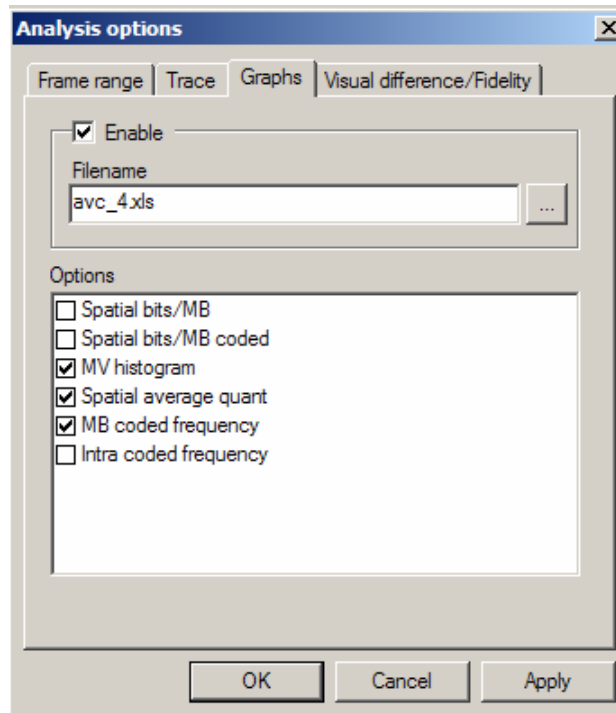 Analysis options
Frame range Trace Graphs Visual difference/Fidelity
Enable
Filename
avc_4.xls
...
Options
Spatial bits/MB
Spatial bits/MB coded
MV histogram
Spatial average quant
MB coded frequency
Intra coded frequency
OK Cancel Apply